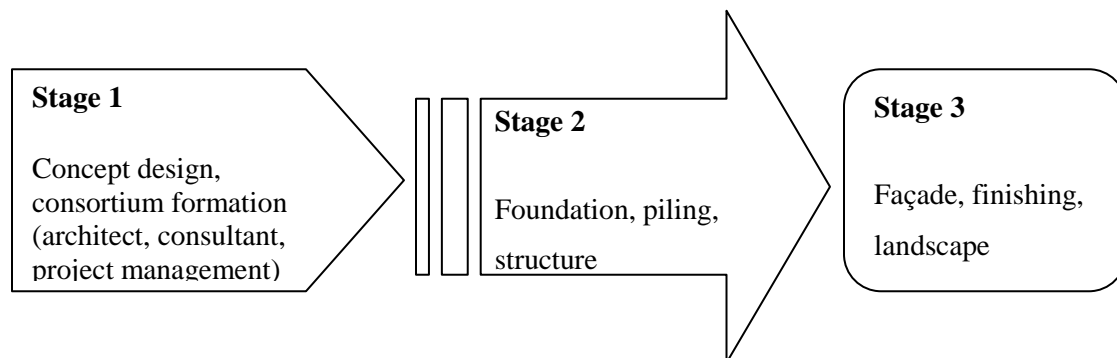 Stage 1
Concept design,
consortium formation
(architect, consultant,
project management)
Stage 2
Foundation, piling,
structure
Stage 3
Façade, finishing,
landscape